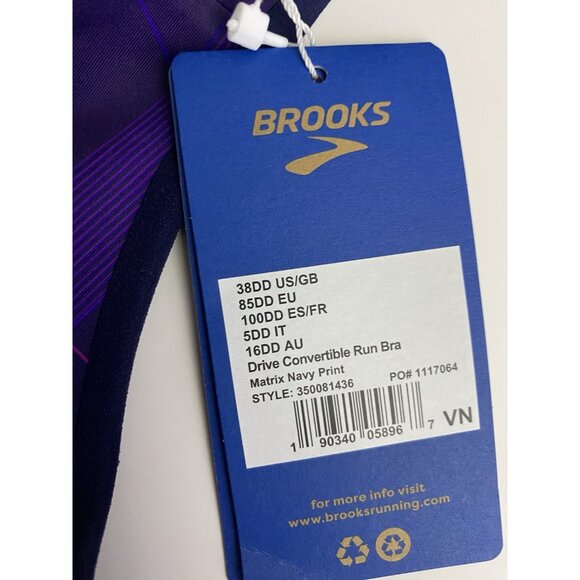 BROOKS
38DD US/GB
85DD EU
100DD ES/FR
5DD IT
16DD AU
Drive Convertible Run Bra
Matrix Navy Print
STYLE: 350081436 PO# 1117064
1 90340 05896 7 VN
for more info visit
www.brooksrunning.com